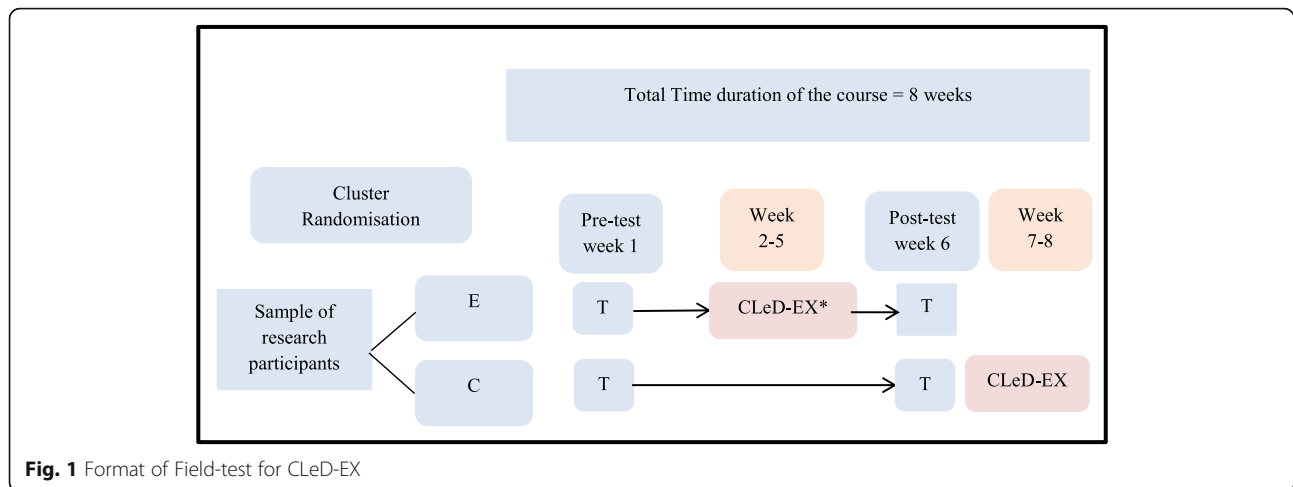 Total Time duration of the course = 8 weeks
Cluster
Randomisation
Pre-test
week 1
Week
2-5
Post-test
week 6
Week
7-8
Sample of
research
participants
E
T
CLeD-EX*
T
C
T
T
CLeD-EX
Fig. 1 Format of Field-test for CLeD-EX